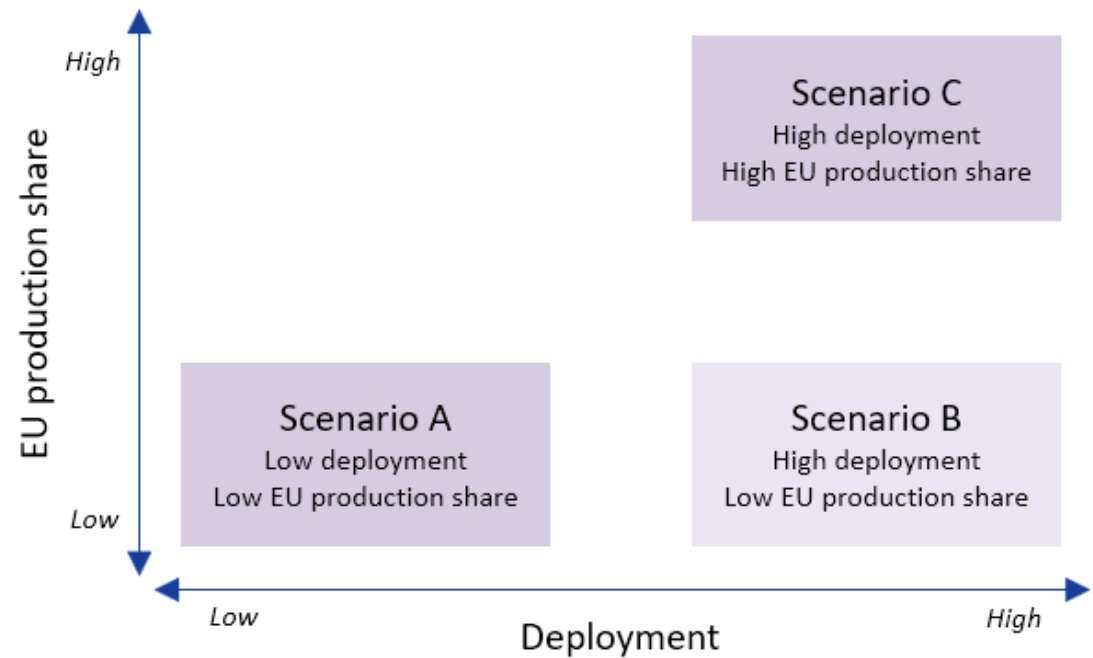 High
EU production share
Low
Scenario C
High deployment
High EU production share
Scenario A
Low deployment
Low EU production share
Scenario B
High deployment
Low EU production share
Low
High
Deployment